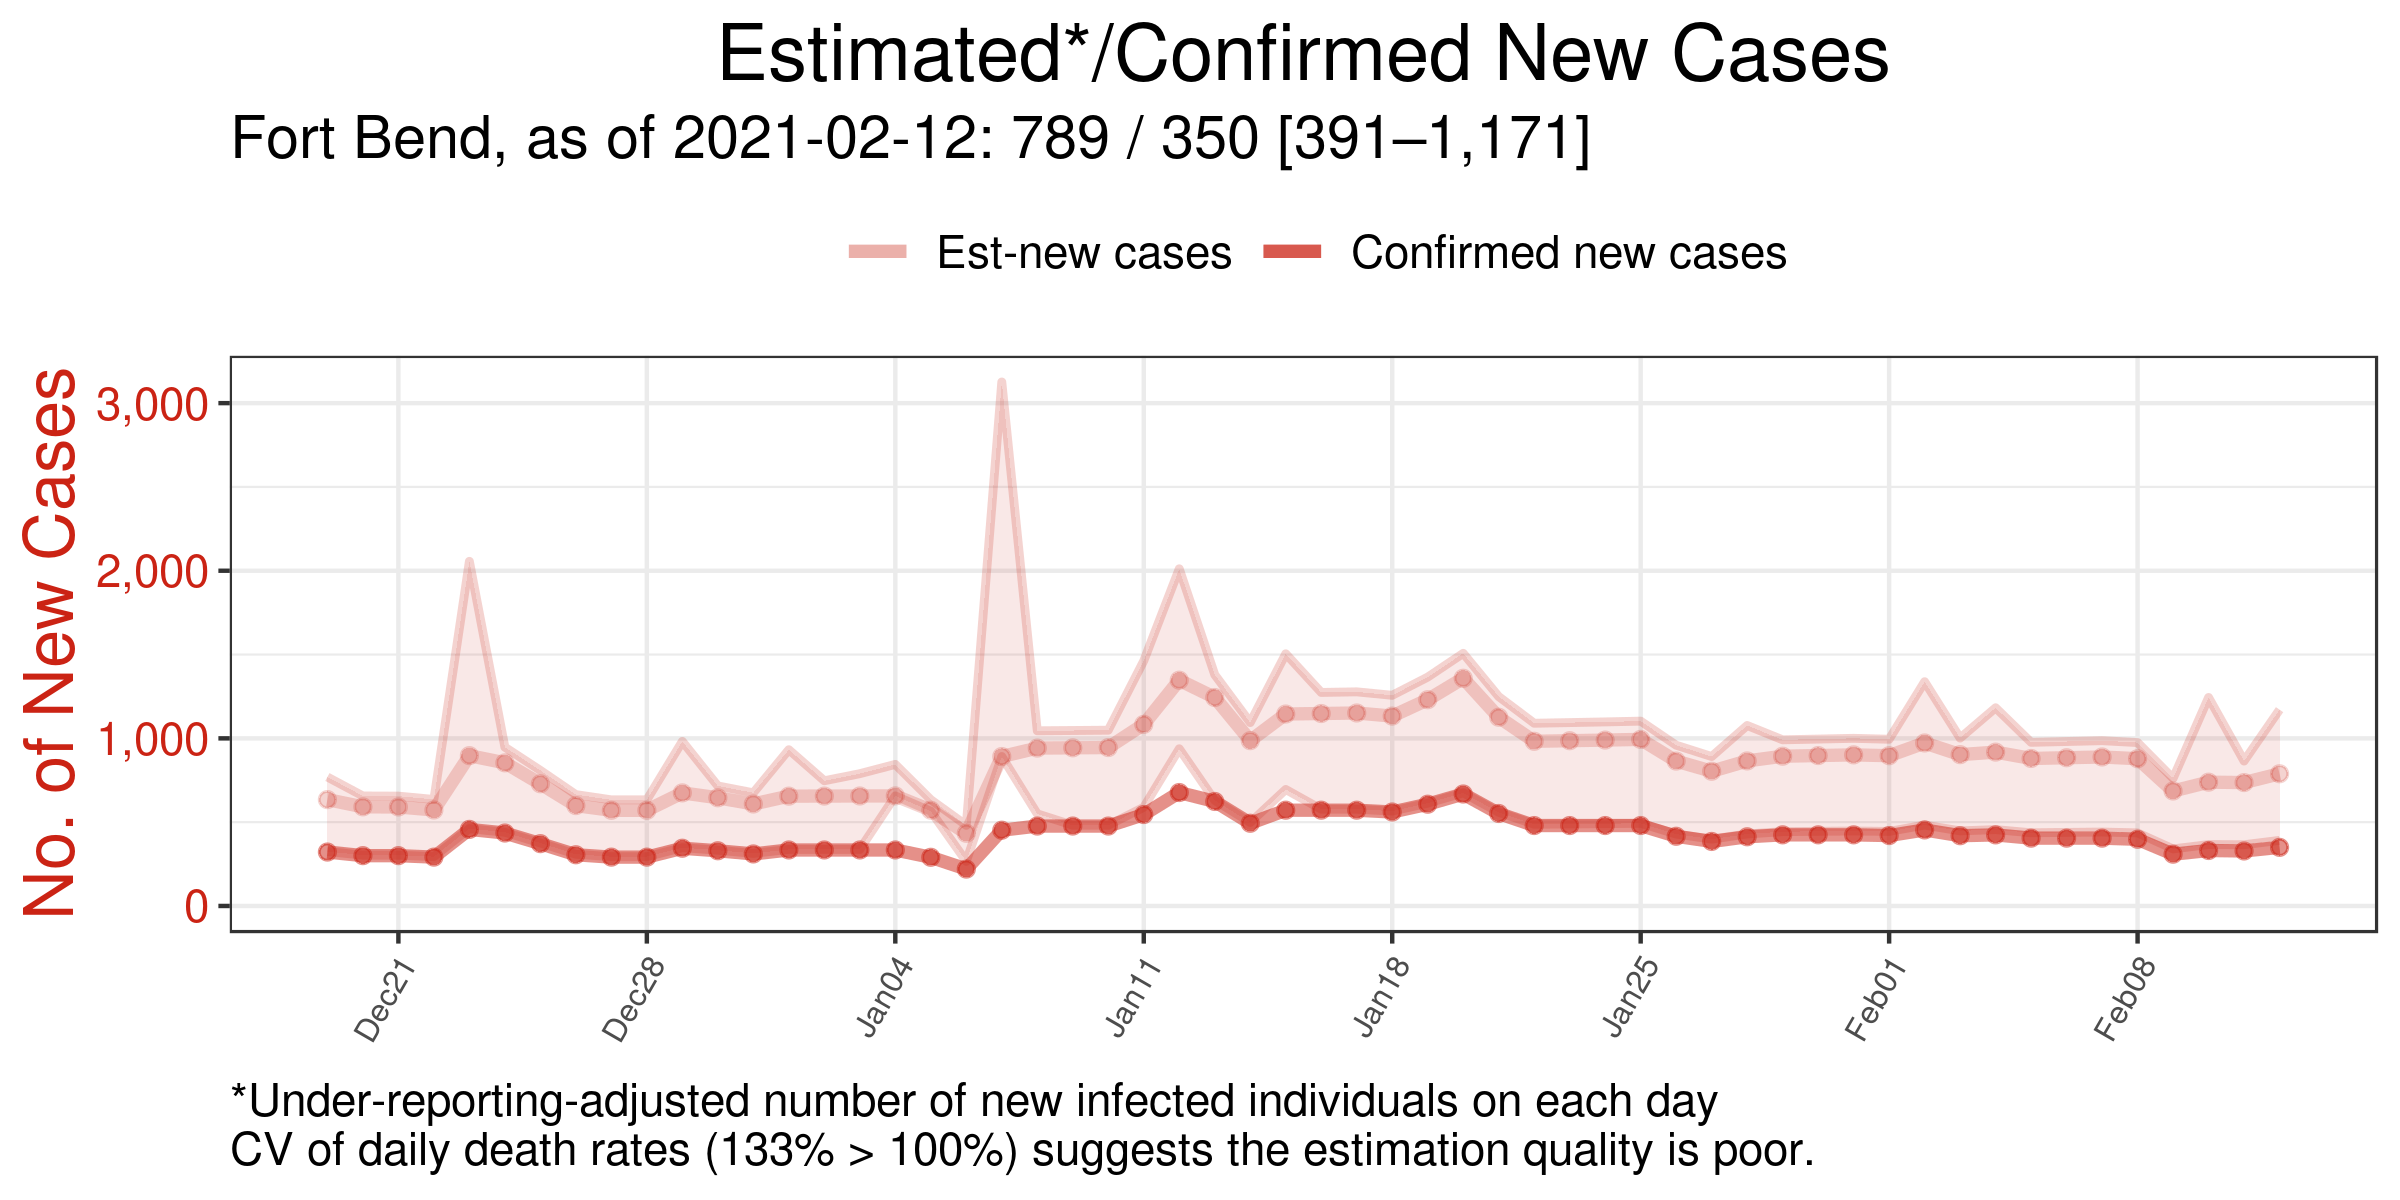 Estimated*/Confirmed New Cases
Fort Bend, as of 2021-02-12: 789 / 350 [391–1,171]
Est-new cases
Confirmed new cases
No. of New Cases
3,000
2,000
1,000
0
Dec21
Dec28
Jan04
Jan11
Jan18
Jan25
Feb01
Feb08
*Under-reporting-adjusted number of new infected individuals on each day
CV of daily death rates (133% > 100%) suggests the estimation quality is poor.